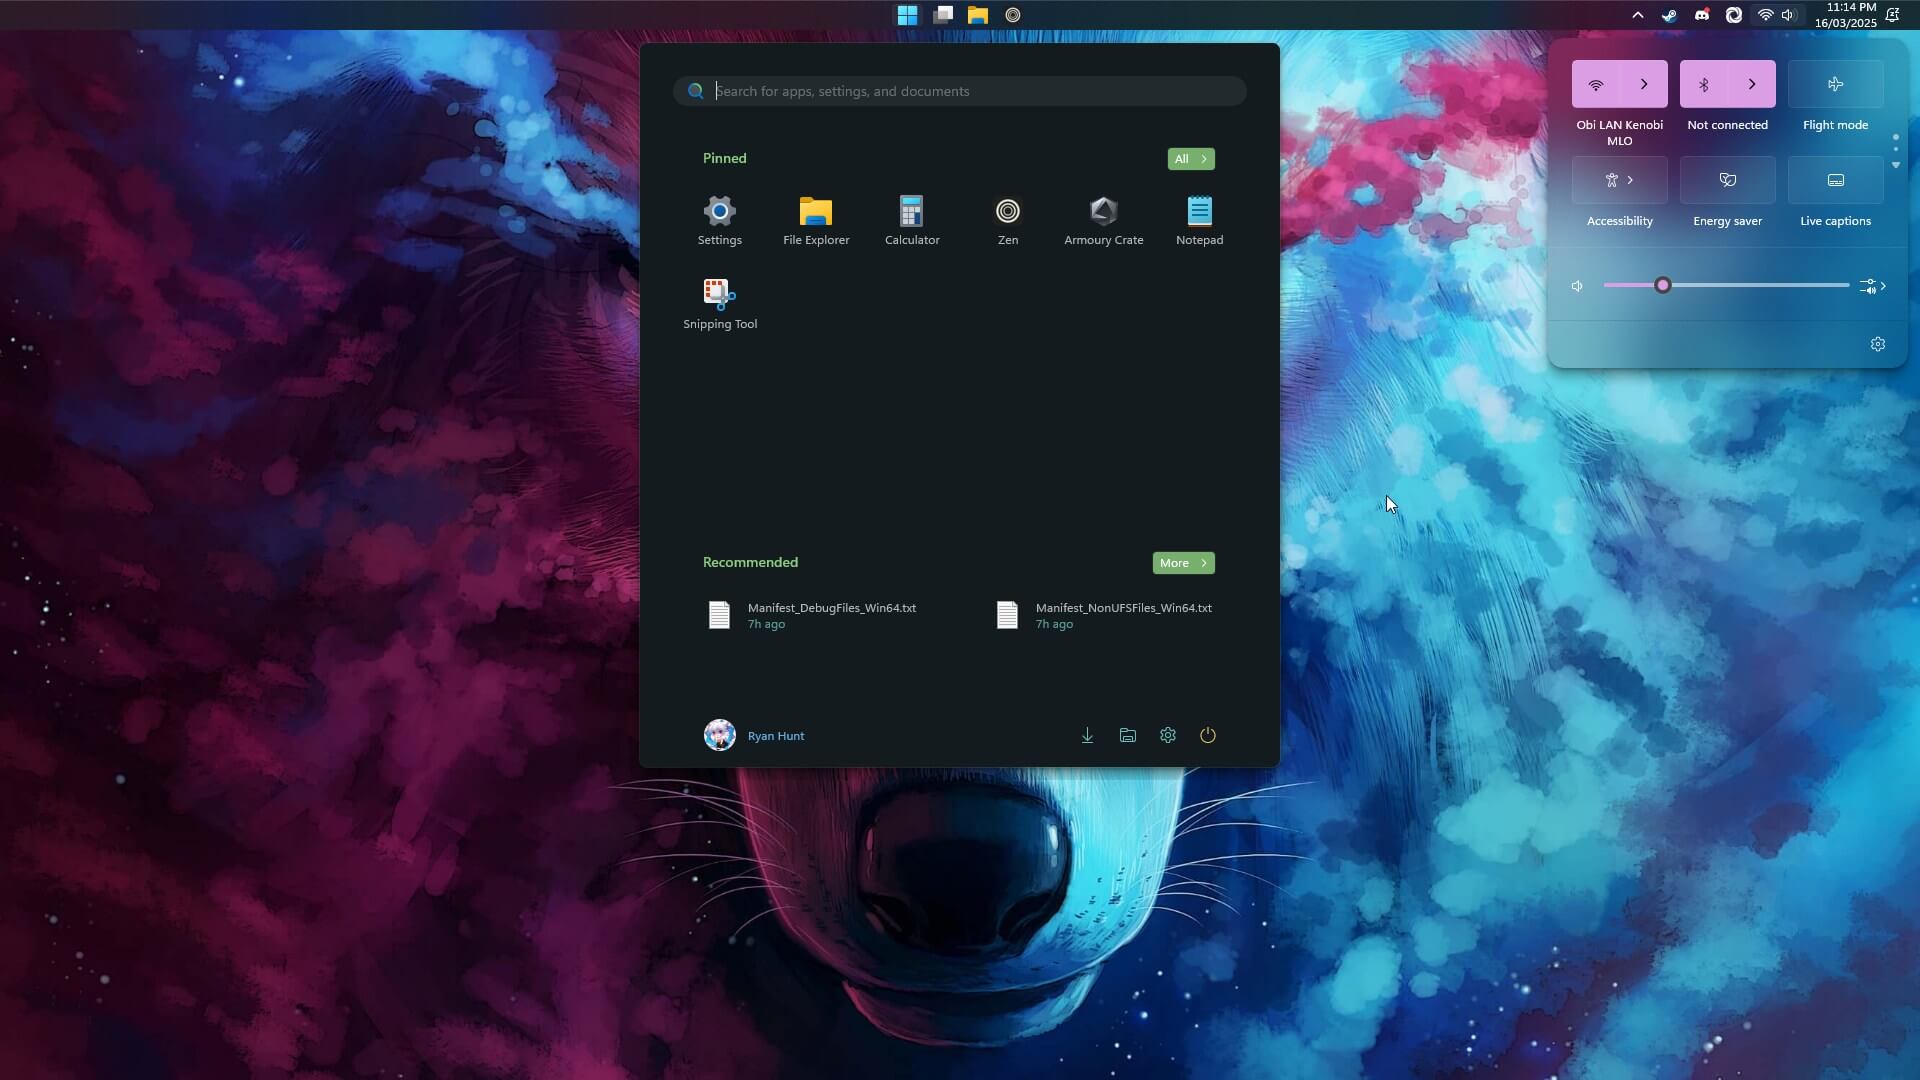 11:14 PM
16/03/2025
Search for apps, settings, and documents
Pinned
All
Settings
File Explorer
Calculator
Zen
Armoury Crate
Notepad
Snipping Tool
Recommended
More
Manifest_DebugFiles_Win64.txt
7h ago
Manifest_NonUFSFiles_Win64.txt
7h ago
Ryan Hunt
Obi LAN Kenobi
MLO
Not connected
Flight mode
Accessibility
Energy saver
Live captions